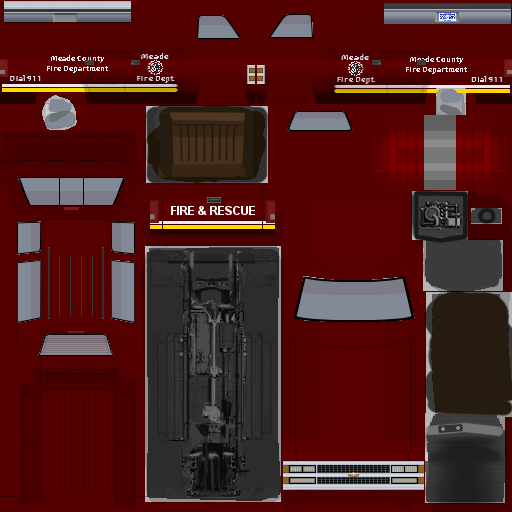 Meade County
Fire Department
Dial 911
Meade
Fire Dept
Meade
Fire Dept
Meade County
Fire Department
Dial 911
FIRE & RESCUE